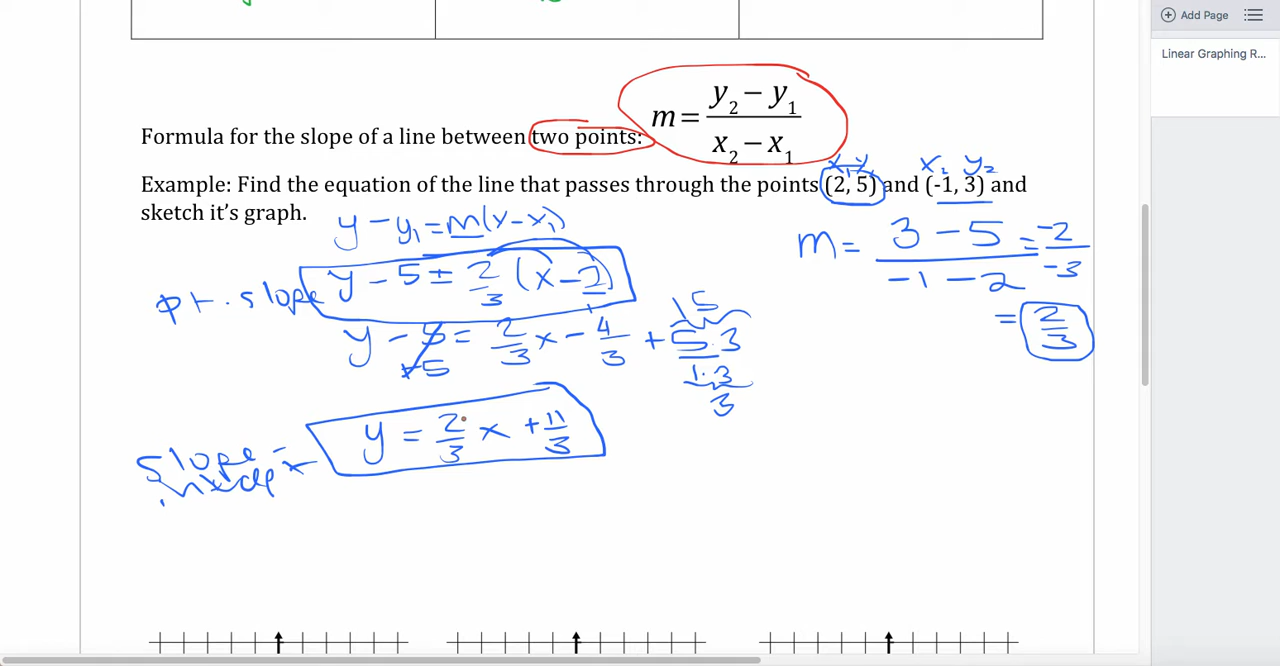 Add Page
Linear Graphing R...
Formula for the slope of a line between two points:
m = y₂ − y₁ / x₂ − x₁
x₁ y₁ x₂ y₂
Example: Find the equation of the line that passes through the points (2, 5) and (-1, 3) and
sketch it's graph.
y − y₁ = m(x − x₁)
m = 3 − 5 / −1 − 2 = −2 / −3
= 2/3
pt. slope y − 5 = 2/3 (x − 2)
15
y − 5 = 2/3 x − 4/3 + 5·3 / 1·3
+5
3
y = 2/3 x + 11/3
slope −